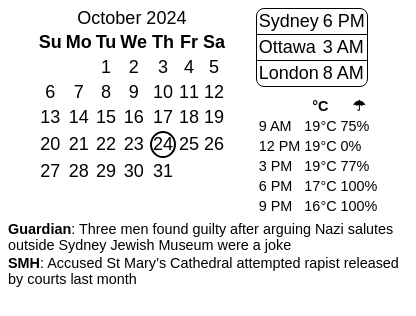 October 2024
Su Mo Tu We Th Fr Sa
1 2 3 4 5
6 7 8 9 10 11 12
13 14 15 16 17 18 19
20 21 22 23 24 25 26
27 28 29 30 31
Sydney 6 PM
Ottawa 3 AM
London 8 AM
°C ☂
9 AM 19°C 75%
12 PM 19°C 0%
3 PM 19°C 77%
6 PM 17°C 100%
9 PM 16°C 100%
Guardian: Three men found guilty after arguing Nazi salutes
outside Sydney Jewish Museum were a joke
SMH: Accused St Mary’s Cathedral attempted rapist released
by courts last month